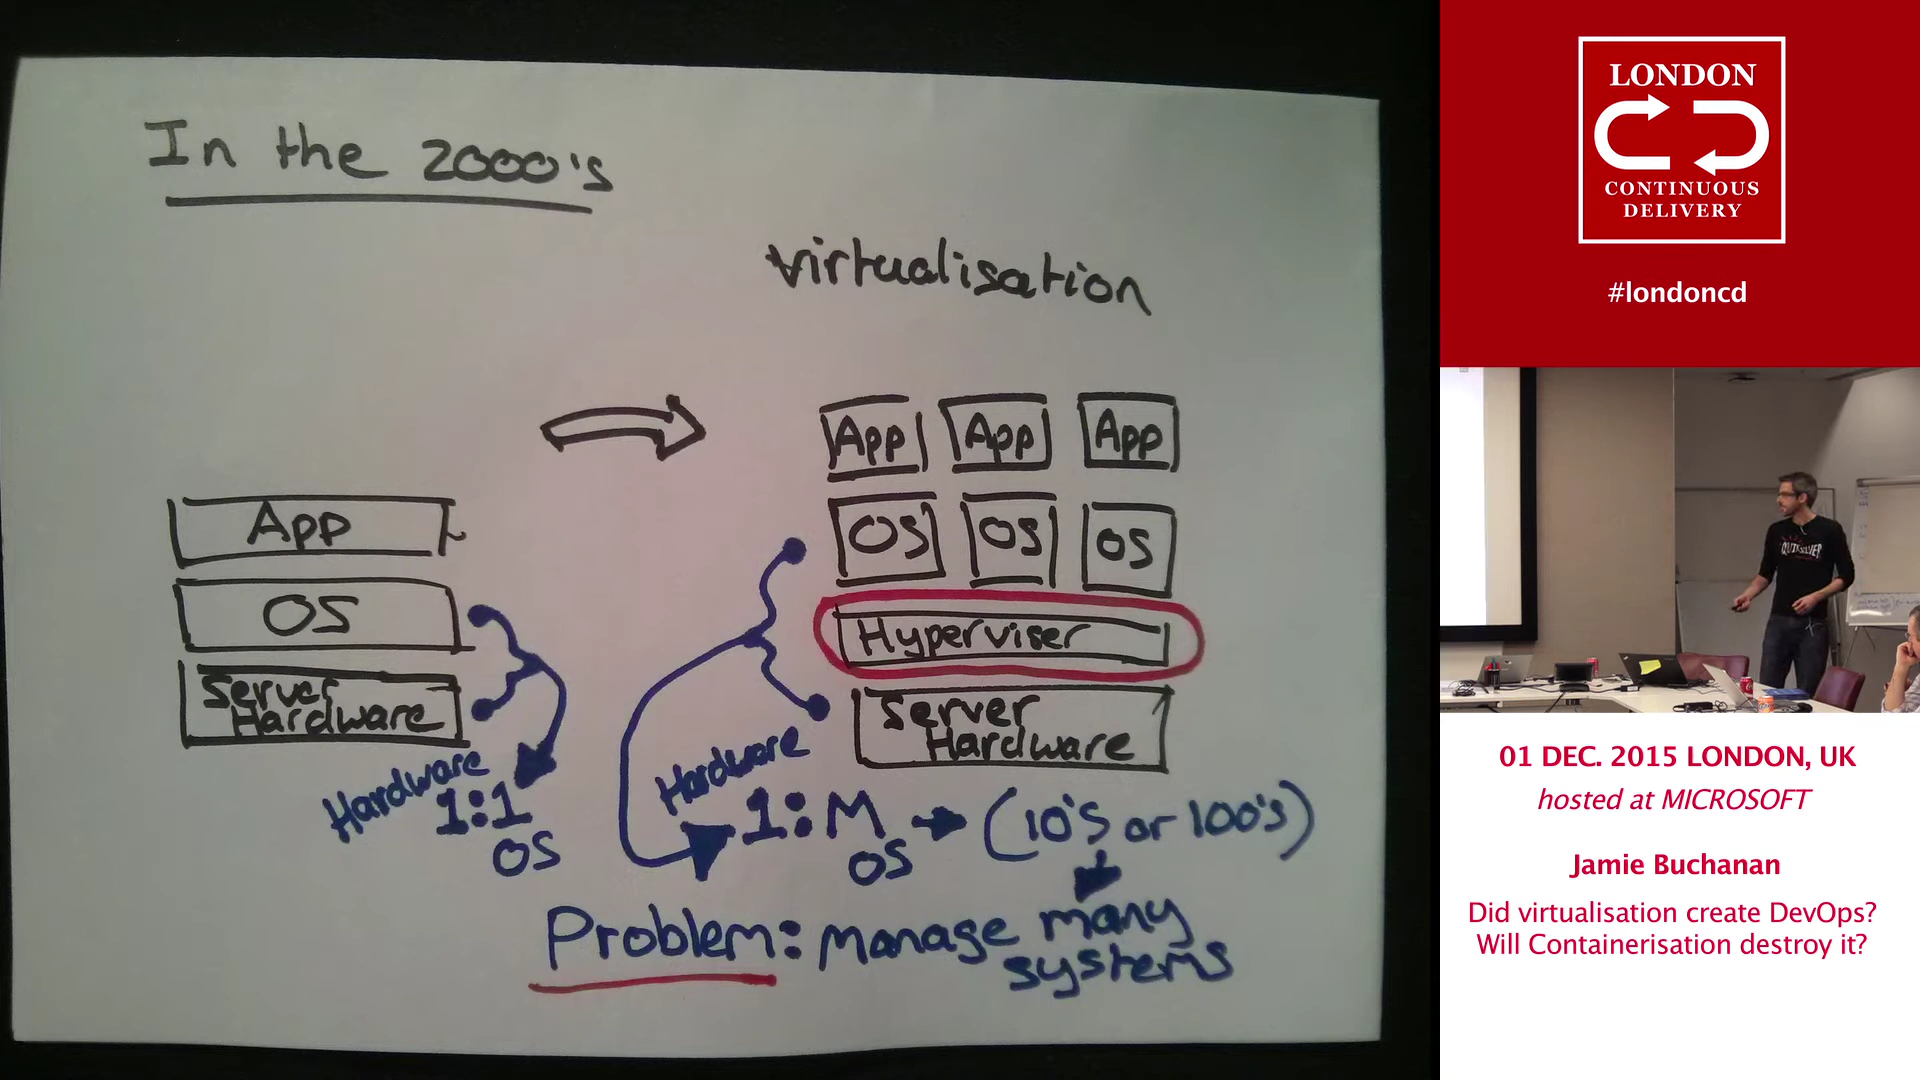 In the 2000's
virtualisation
App
OS
Server
Hardware
Hardware
1:1
OS
App App App
OS OS OS
Hyperviser
Server
Hardware
Hardware
1:M
OS
(10's or 100's)
Problem: manage many
systems
LONDON
CONTINUOUS
DELIVERY
#londoncd
QUIKSILVER
01 DEC. 2015 LONDON, UK
hosted at MICROSOFT
Jamie Buchanan
Did virtualisation create DevOps?
Will Containerisation destroy it?